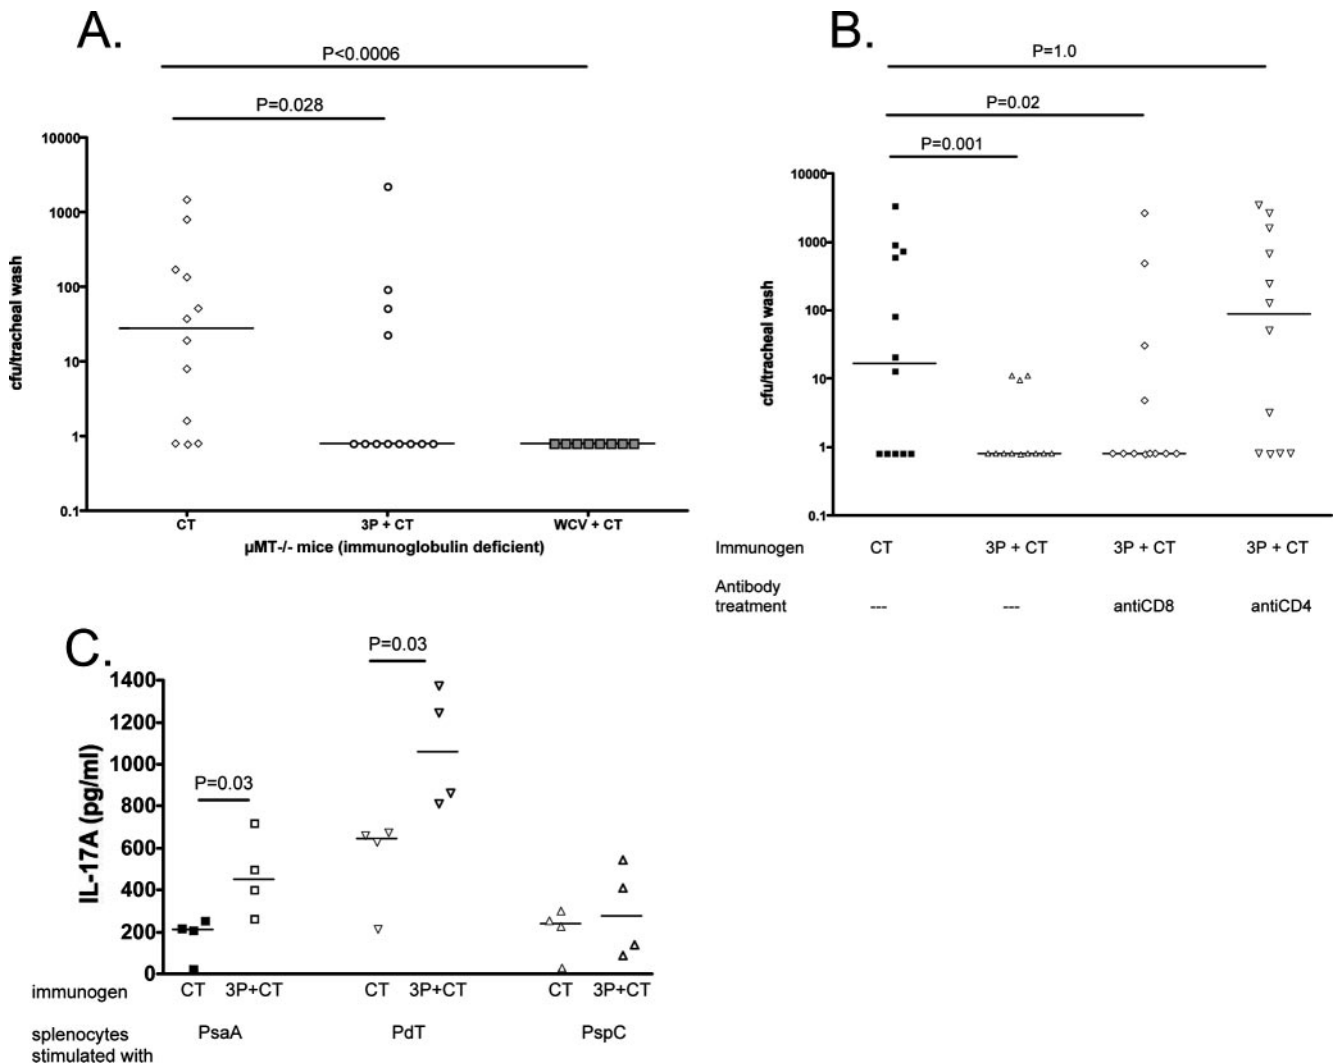 A.
P<0.0006
P=0.028
10000
1000
100
10
1
0.1
cfu/tracheal wash
CT 3P + CT WCV + CT
µMT-/- mice (immunoglobulin deficient)
B.
P=1.0
P=0.02
P=0.001
10000
1000
100
10
1
0.1
cfu/tracheal wash
Immunogen CT 3P + CT 3P + CT 3P + CT
Antibody
treatment --- --- antiCD8 antiCD4
C.
P=0.03
P=0.03
1400
1200
1000
800
600
400
200
0
IL-17A (pg/ml)
immunogen CT 3P+CT CT 3P+CT CT 3P+CT
splenocytes PsaA PdT PspC
stimulated with